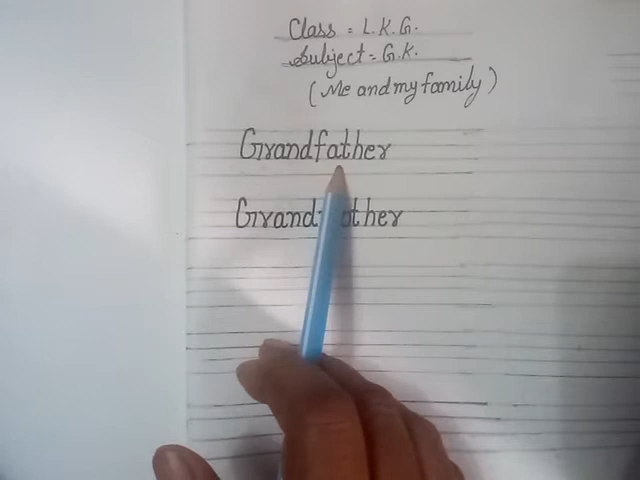 Class = L.K.G.
Subject = G.K.
(Me and my family)
Grandfather
Grandfather